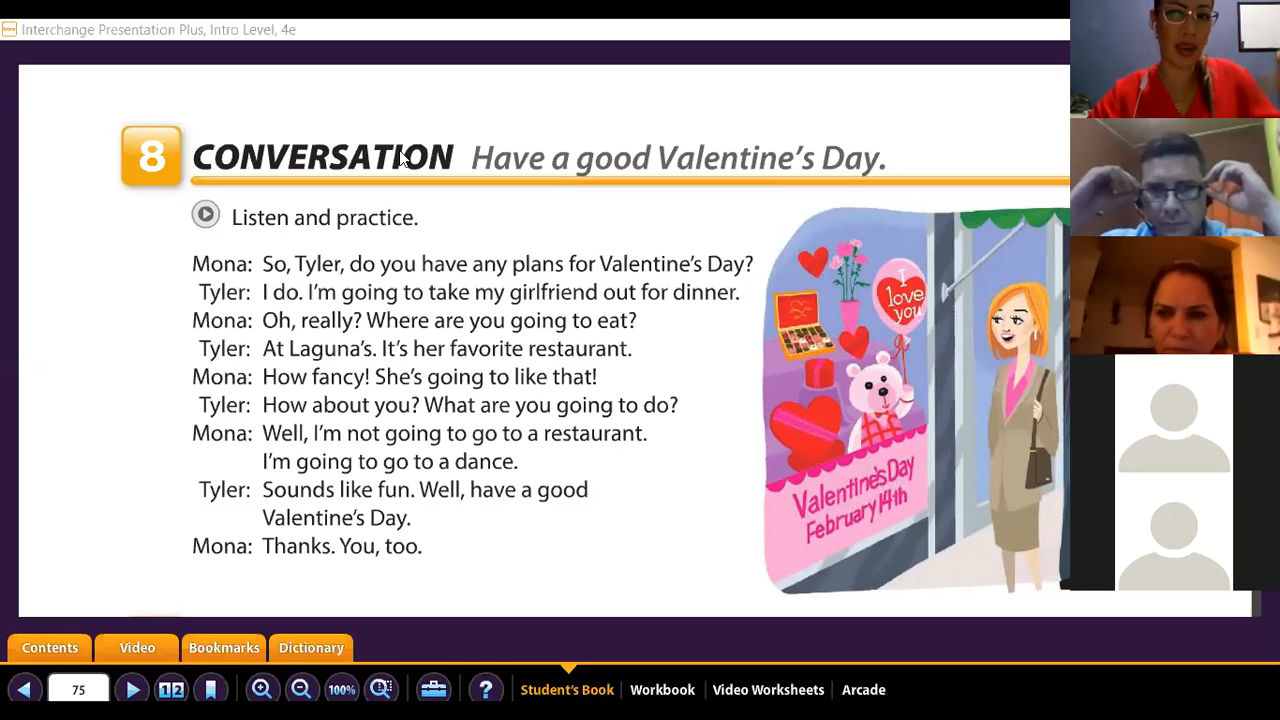 Interchange Presentation Plus, Intro Level, 4e
8 CONVERSATION Have a good Valentine's Day.
Listen and practice.
Mona: So, Tyler, do you have any plans for Valentine's Day?
Tyler: I do. I'm going to take my girlfriend out for dinner.
Mona: Oh, really? Where are you going to eat?
Tyler: At Laguna's. It's her favorite restaurant.
Mona: How fancy! She's going to like that!
Tyler: How about you? What are you going to do?
Mona: Well, I'm not going to go to a restaurant.
I'm going to go to a dance.
Tyler: Sounds like fun. Well, have a good
Valentine's Day.
Mona: Thanks. You, too.
I
love
you
Valentine's Day
February 14th
Contents Video Bookmarks Dictionary
75 12 100% ? Student's Book Workbook Video Worksheets Arcade